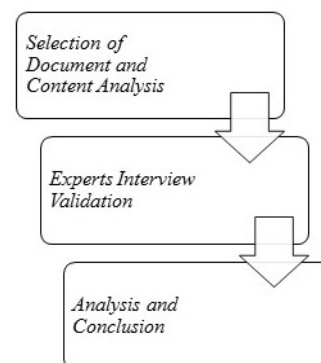 Selection of
Document and
Content Analysis
Experts Interview
Validation
Analysis and
Conclusion